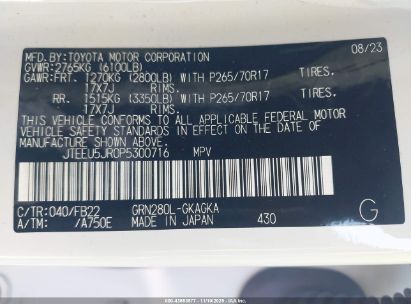 MFD.BY:TOYOTA MOTOR CORPORATION 08/23
GVWR:2765KG (6100LB)
GAWR:FRT. 1270KG (2800LB) WITH P265/70R17 TIRES.
17X7J RIMS.
RR. 1515KG (3350LB) WITH P265/70R17 TIRES.
17X7J RIMS.
THIS VEHICLE CONFORMS TO ALL APPLICABLE FEDERAL MOTOR
VEHICLE SAFETY STANDARDS IN EFFECT ON THE DATE OF
MANUFACTURE SHOWN ABOVE.
JTEEU5JR0P5300716 MPV
C/TR:040/FB22 GRN280L-GKAGKA
A/TM: /A750E MADE IN JAPAN 430 G